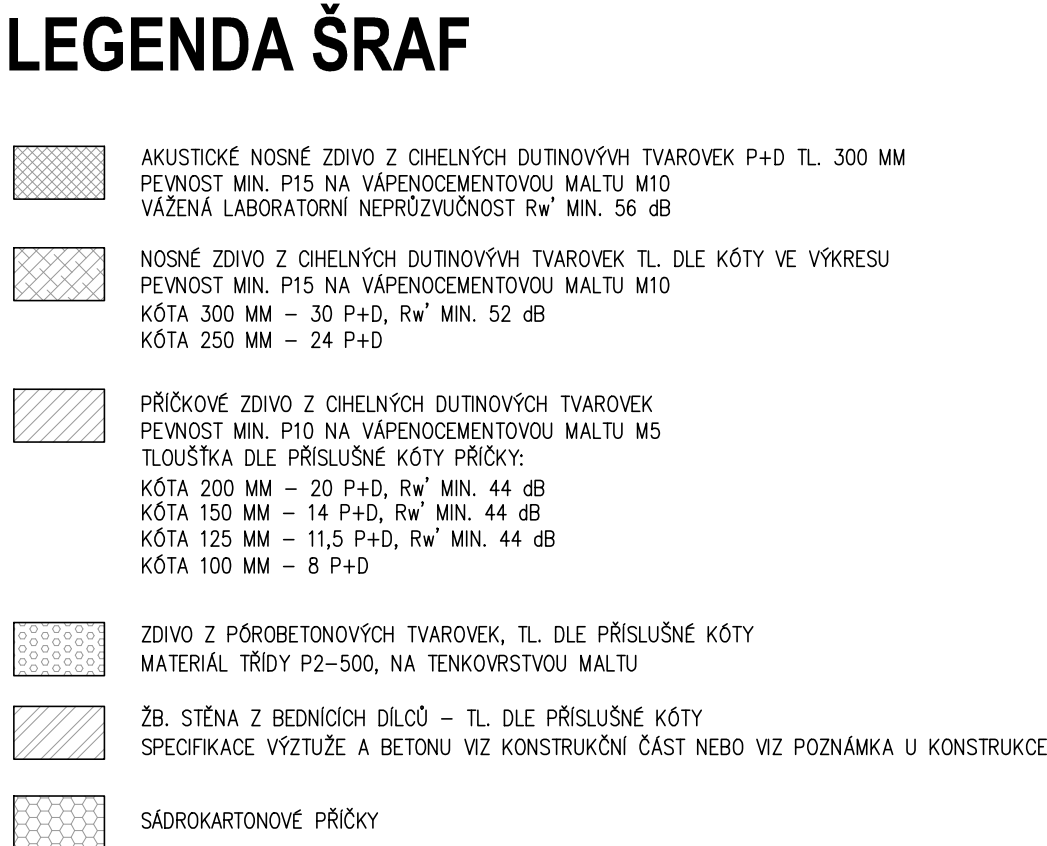 LEGENDA ŠRAF
AKUSTICKÉ NOSNÉ ZDIVO Z CIHELNÝCH DUTINOVÝVH TVAROVEK P+D TL. 300 MM
PEVNOST MIN. P15 NA VÁPENOCEMENTOVOU MALTU M10
VÁŽENÁ LABORATORNÍ NEPRŮZVUČNOST Rw' MIN. 56 dB
NOSNÉ ZDIVO Z CIHELNÝCH DUTINOVÝVH TVAROVEK TL. DLE KÓTY VE VÝKRESU
PEVNOST MIN. P15 NA VÁPENOCEMENTOVOU MALTU M10
KÓTA 300 MM – 30 P+D, Rw' MIN. 52 dB
KÓTA 250 MM – 24 P+D
PŘÍČKOVÉ ZDIVO Z CIHELNÝCH DUTINOVÝCH TVAROVEK
PEVNOST MIN. P10 NA VÁPENOCEMENTOVOU MALTU M5
TLOUŠŤKA DLE PŘÍSLUŠNÉ KÓTY PŘÍČKY:
KÓTA 200 MM – 20 P+D, Rw' MIN. 44 dB
KÓTA 150 MM – 14 P+D, Rw' MIN. 44 dB
KÓTA 125 MM – 11,5 P+D, Rw' MIN. 44 dB
KÓTA 100 MM – 8 P+D
ZDIVO Z PÓROBETONOVÝCH TVAROVEK, TL. DLE PŘÍSLUŠNÉ KÓTY
MATERIÁL TŘÍDY P2–500, NA TENKOVRSTVOU MALTU
ŽB. STĚNA Z BEDNÍCÍCH DÍLCŮ – TL. DLE PŘÍSLUŠNÉ KÓTY
SPECIFIKACE VÝZTUŽE A BETONU VIZ KONSTRUKČNÍ ČÁST NEBO VIZ POZNÁMKA U KONSTRUKCE
SÁDROKARTONOVÉ PŘÍČKY